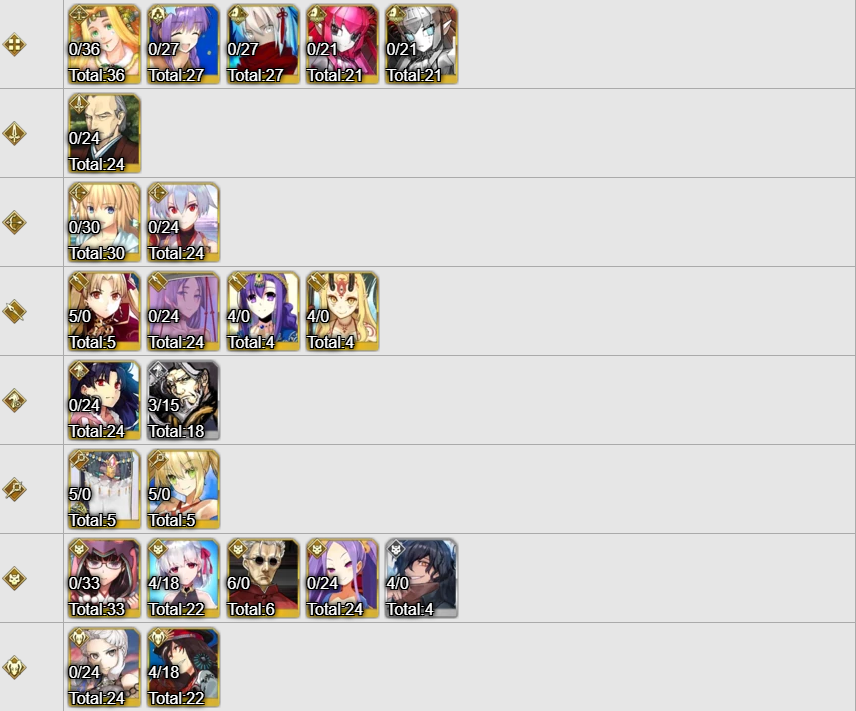 0/36
Total:36
0/27
Total:27
0/27
Total:27
0/21
Total:21
0/21
Total:21
0/24
Total:24
0/30
Total:30
0/24
Total:24
5/0
Total:5
0/24
Total:24
4/0
Total:4
4/0
Total:4
0/24
Total:24
3/15
Total:18
5/0
Total:5
5/0
Total:5
0/33
Total:33
4/18
Total:22
6/0
Total:6
0/24
Total:24
4/0
Total:4
0/24
Total:24
4/18
Total:22